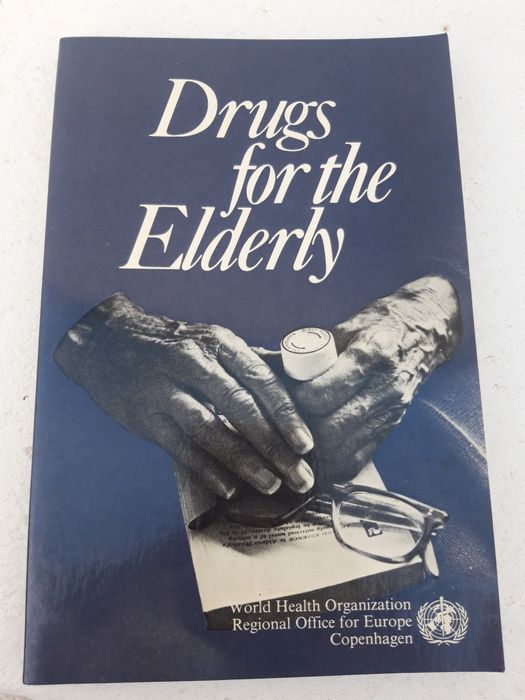 Drugs
for the
Elderly
World Health Organization
Regional Office for Europe
Copenhagen